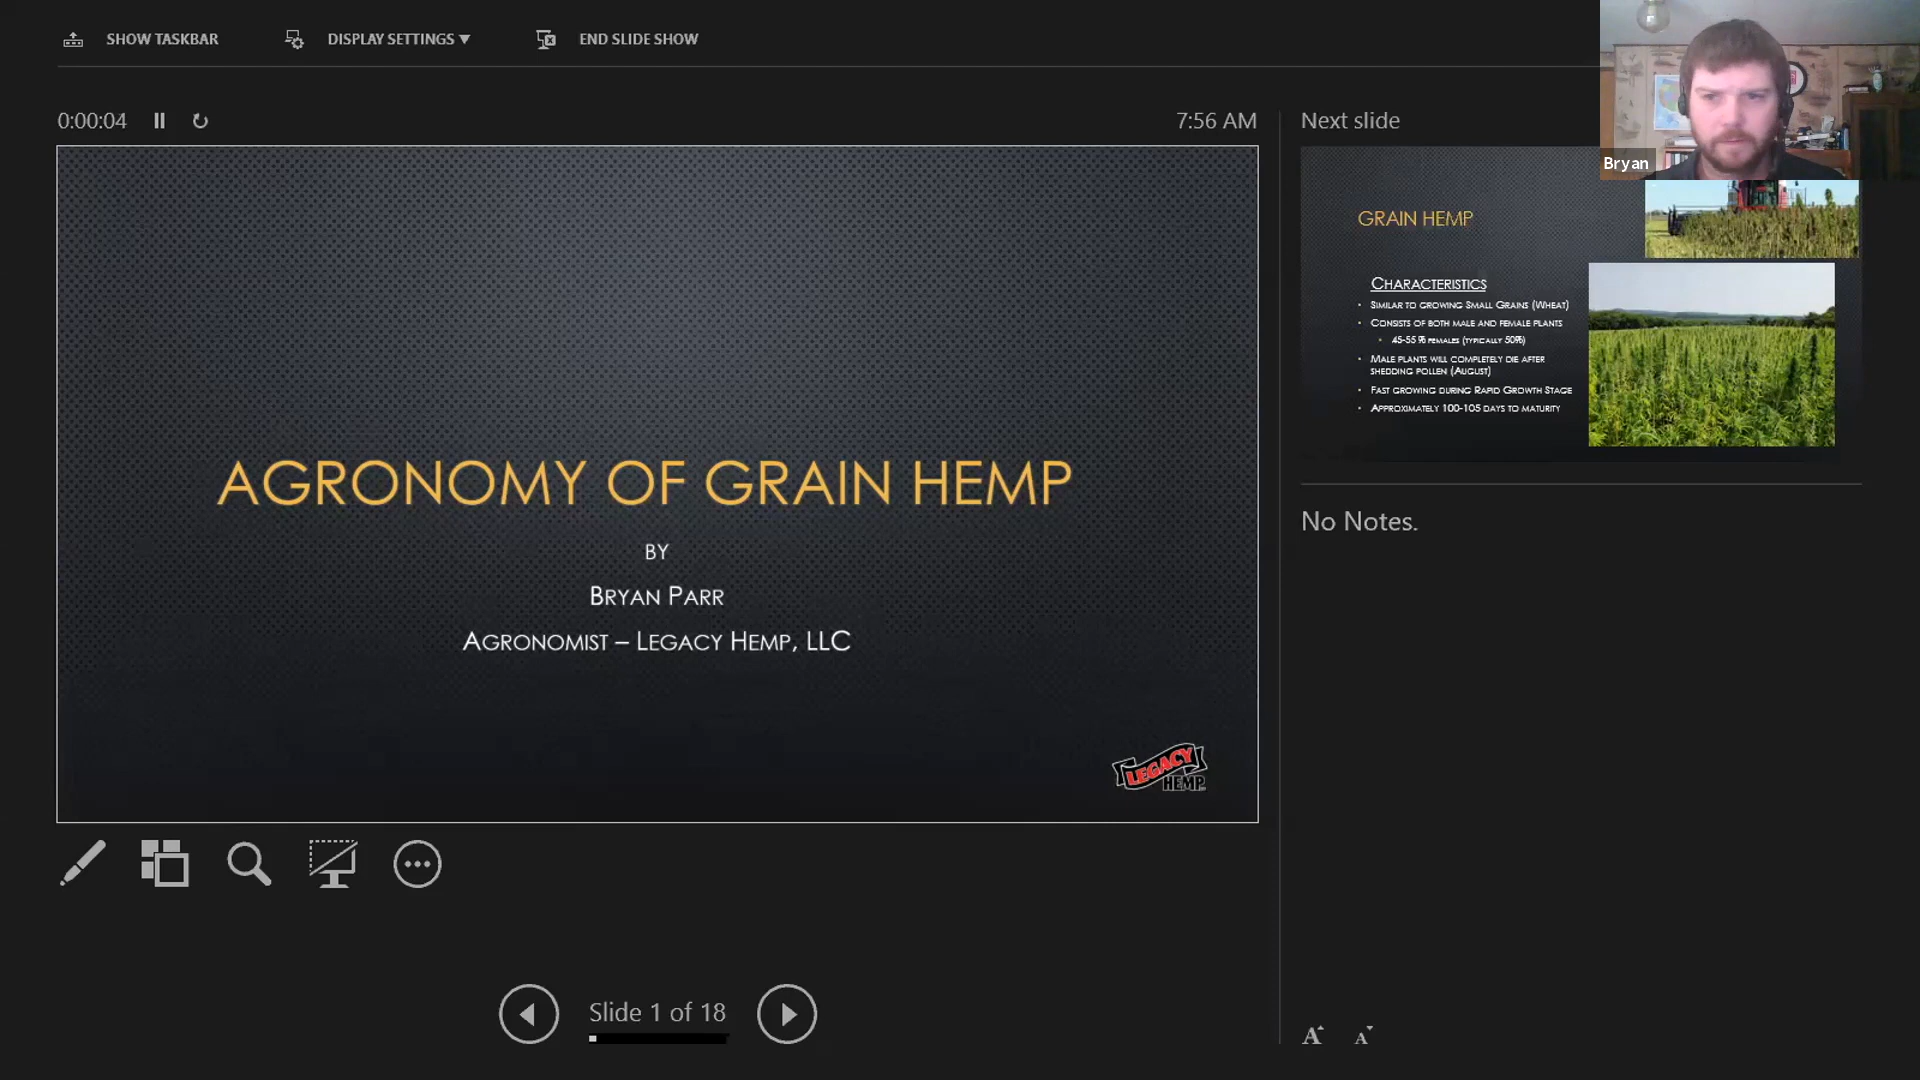 SHOW TASKBAR
DISPLAY SETTINGS ▼
END SLIDE SHOW
0:00:04
7:56 AM
Next slide
Bryan
AGRONOMY OF GRAIN HEMP
BY
BRYAN PARR
AGRONOMIST – LEGACY HEMP, LLC
LEGACY
HEMP
GRAIN HEMP
CHARACTERISTICS
• SIMILAR TO GROWING SMALL GRAINS (WHEAT)
• CONSISTS OF BOTH MALE AND FEMALE PLANTS
• 45-55 % FEMALES (TYPICALLY 50%)
• MALE PLANTS WILL COMPLETELY DIE AFTER
SHEDDING POLLEN (AUGUST)
• FAST GROWING DURING RAPID GROWTH STAGE
• APPROXIMATELY 100-105 DAYS TO MATURITY
No Notes.
Slide 1 of 18
A A